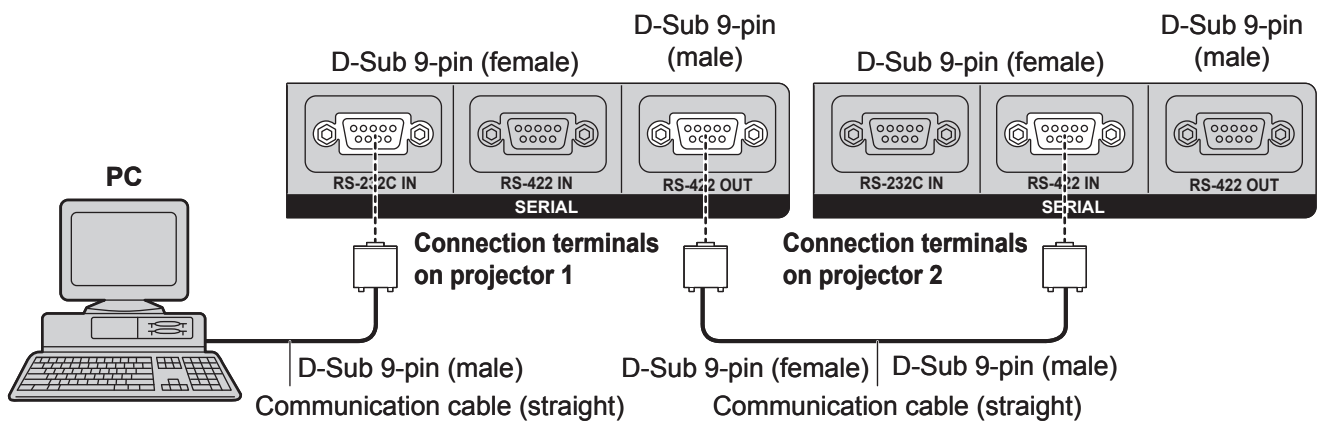 D-Sub 9-pin (female)
D-Sub 9-pin
(male)
D-Sub 9-pin (female)
D-Sub 9-pin
(male)
PC
RS-232C IN
RS-422 IN
RS-422 OUT
SERIAL
RS-232C IN
RS-422 IN
RS-422 OUT
SERIAL
Connection terminals
on projector 1
Connection terminals
on projector 2
D-Sub 9-pin (male)
Communication cable (straight)
D-Sub 9-pin (female)
D-Sub 9-pin (male)
Communication cable (straight)